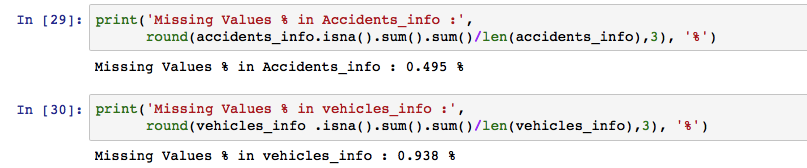 In [29]: print('Missing Values % in Accidents_info :',
round(accidents_info.isna().sum().sum()/len(accidents_info),3), '%')
Missing Values % in Accidents_info : 0.495 %
In [30]: print('Missing Values % in vehicles_info :',
round(vehicles_info .isna().sum().sum()/len(vehicles_info),3), '%')
Missing Values % in vehicles_info : 0.938 %